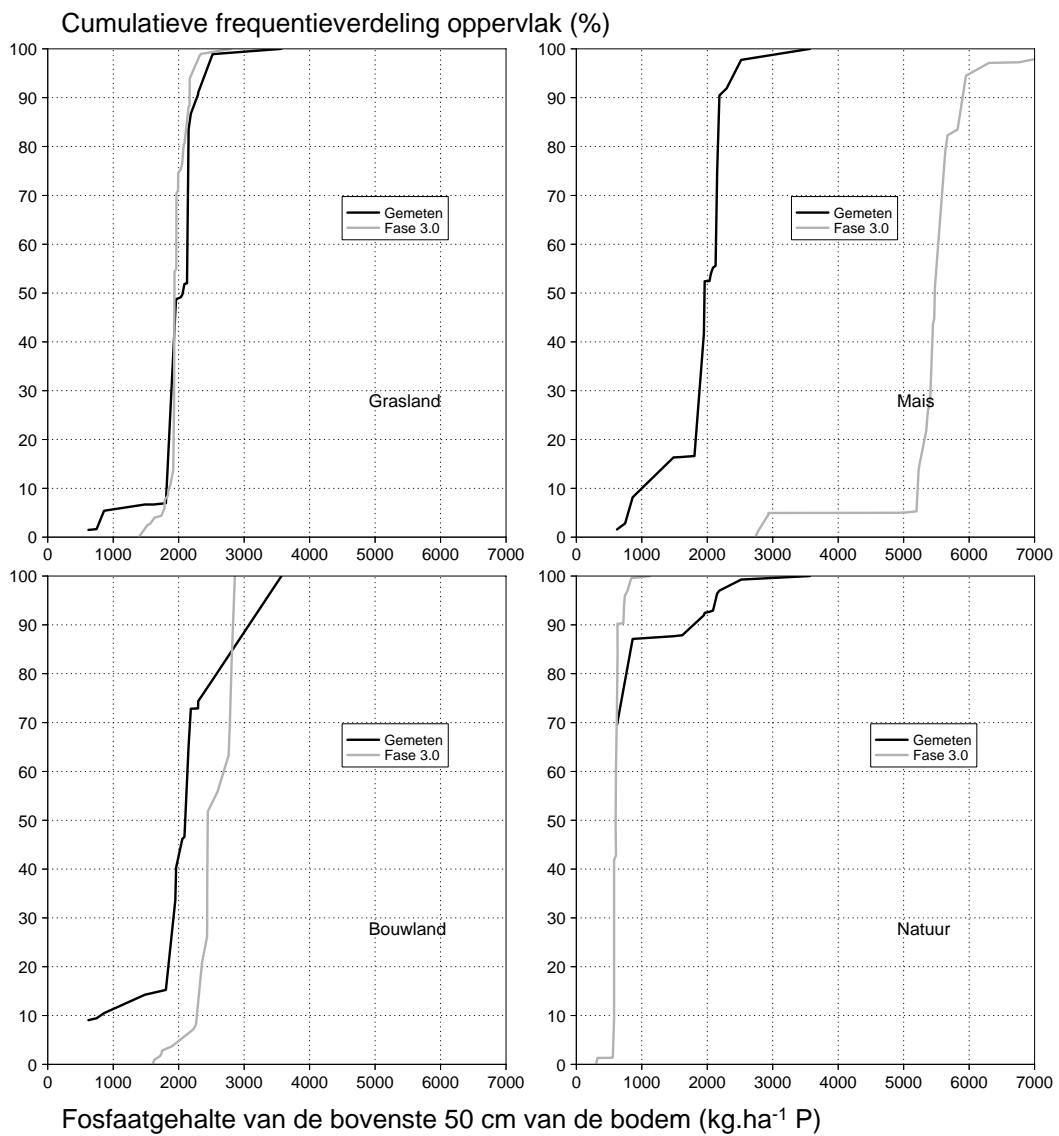 Cumulatieve frequentieverdeling oppervlak (%)
100
90
80
70
60
50
40
30
20
10
0
0 1000 2000 3000 4000 5000 6000 7000
Gemeten
Fase 3.0
Grasland
100
90
80
70
60
50
40
30
20
10
0
0 1000 2000 3000 4000 5000 6000 7000
Gemeten
Fase 3.0
Mais
100
90
80
70
60
50
40
30
20
10
0
0 1000 2000 3000 4000 5000 6000 7000
Gemeten
Fase 3.0
Bouwland
100
90
80
70
60
50
40
30
20
10
0
0 1000 2000 3000 4000 5000 6000 7000
Gemeten
Fase 3.0
Natuur
Fosfaatgehalte van de bovenste 50 cm van de bodem (kg.ha⁻¹ P)